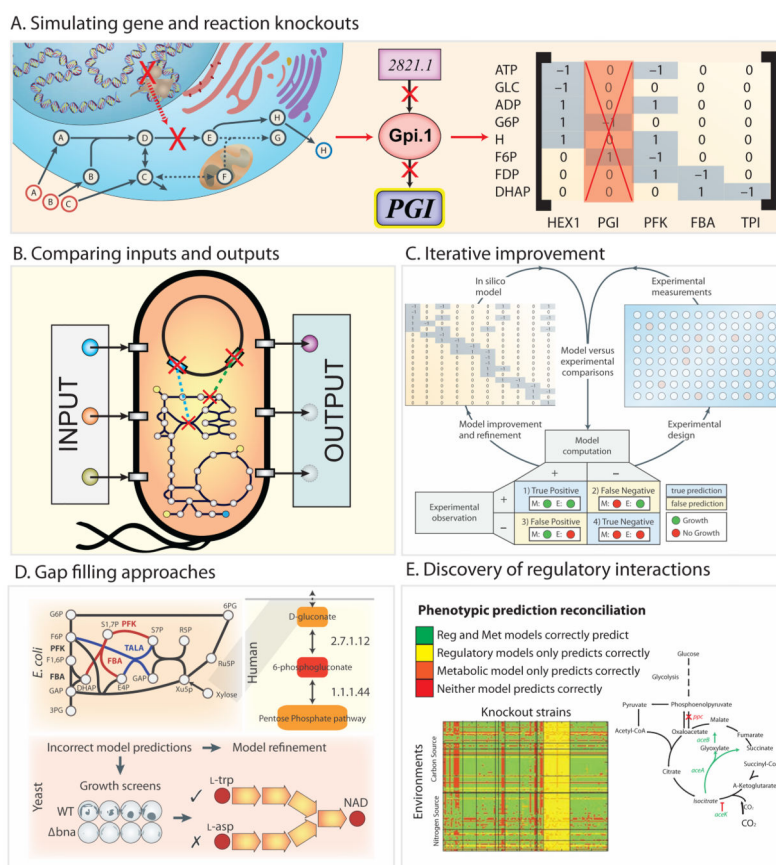 A. Simulating gene and reaction knockouts
A
B
C
A
B
C
D
E
F
G
H
H
2821.1
Gpi.1
PGI
ATP −1 0 −1 0 0
GLC −1 0 0 0 0
ADP 1 0 1 0 0
G6P 1 −1 0 0 0
H 1 0 1 0 0
F6P 0 1 −1 0 0
FDP 0 0 1 −1 0
DHAP 0 0 0 1 −1
HEX1 PGI PFK FBA TPI
B. Comparing inputs and outputs
INPUT
OUTPUT
C. Iterative improvement
In silico
model
Experimental
measurements
Model versus
experimental
comparisons
Model improvement
and refinement
Experimental
design
Model
computation
+ −
Experimental
observation
+
−
1) True Positive
M: E:
2) False Negative
M: E:
3) False Positive
M: E:
4) True Negative
M: E:
true prediction
false prediction
Growth
No Growth
D. Gap filling approaches
E.coli
G6P
F6P
PFK
F1,6P
FBA
GAP
3PG
S1,7P
PFK
S7P
R5P
6PG
TALA
FBA
Ru5P
DHAP
E4P
GAP
Xu5p
Xylose
Human
D-gluconate
2.7.1.12
6-phosphogluconate
1.1.1.44
Pentose Phosphate pathway
Incorrect model predictions
Model refinement
Yeast
Growth screens
WT
Δbna
✓
✗
L-trp
L-asp
NAD
E. Discovery of regulatory interactions
Phenotypic prediction reconciliation
Reg and Met models correctly predict
Regulatory models only predicts correctly
Metabolic model only predicts correctly
Neither model predicts correctly
Knockout strains
Environments
Carbon Source
Nitrogen Source
Glucose
Glycolysis
Pyruvate
Phosphoenolpyruvate
ppc
Acetyl-CoA
Oxaloacetate
aceB
Malate
Glyoxylate
Fumarate
Succinate
aceA
Succinyl-Co
Citrate
A-Ketoglutarate
Isocitrate
aceK
CO₂
CO₂